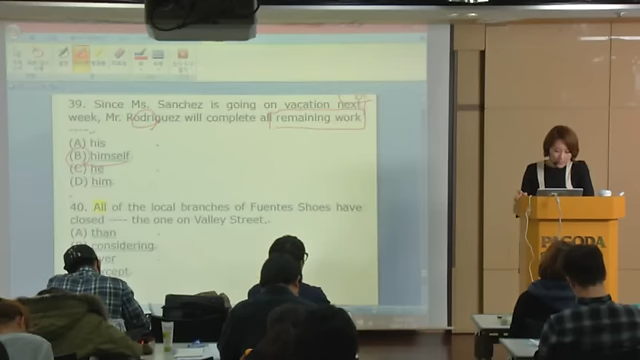 39. Since Ms. Sanchez is going on vacation next
week, Mr. Rodriguez will complete all remaining work
-----.
(A) his
(B) himself
(C) he
(D) him
40. All of the local branches of Fuentes Shoes have
closed ----- the one on Valley Street.
(A) than
(B) considering
PAGODA